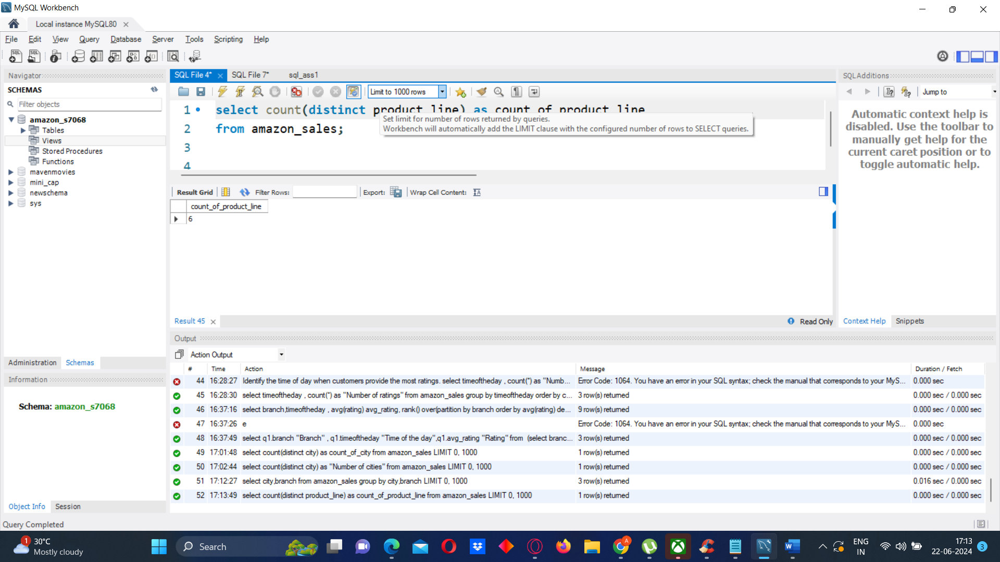 MySQL Workbench
Local instance MySQL80
File Edit View Query Database Server Tools Scripting Help
Navigator
SCHEMAS
Filter objects
amazon_s7068
Tables
Views
Stored Procedures
Functions
mavenmovies
mini_cap
newschema
sys
Administration Schemas
Information
Schema: amazon_s7068
Object Info Session
SQL File 4* SQL File 7* sql_ass1
Limit to 1000 rows
1 select count(distinct product_line) as count_of_product_line
Set limit for number of rows returned by queries.
Workbench will automatically add the LIMIT clause with the configured number of rows to SELECT queries.
2 from amazon_sales;
3
4
Result Grid Filter Rows: Export: Wrap Cell Content:
count_of_product_line
6
Result 45
Read Only
SQLAdditions
Jump to
Automatic context help is
disabled. Use the toolbar to
manually get help for the
current caret position or to
toggle automatic help.
Context Help Snippets
Output
Action Output
# Time Action Message Duration / Fetch
44 16:28:27 Identify the time of day when customers provide the most ratings. select timeoftheday , count(*) as "Numb... Error Code: 1064. You have an error in your SQL syntax; check the manual that corresponds to your MyS... 0.000 sec
45 16:28:30 select timeoftheday , count(*) as "Number of ratings" from amazon_sales group by timeoftheday order by c... 3 row(s) returned 0.000 sec / 0.000 sec
46 16:37:16 select branch,timeoftheday , avg(rating) avg_rating, rank() over(partition by branch order by avg(rating) de... 9 row(s) returned 0.000 sec / 0.000 sec
47 16:37:26 e Error Code: 1064. You have an error in your SQL syntax; check the manual that corresponds to your MyS... 0.000 sec
48 16:37:49 select q1.branch "Branch" , q1.timeoftheday "Time of the day",q1.avg_rating "Rating" from (select branc... 3 row(s) returned 0.000 sec / 0.000 sec
49 17:01:48 select count(distinct city) as count_of_city from amazon_sales LIMIT 0, 1000 1 row(s) returned 0.000 sec / 0.000 sec
50 17:02:44 select count(distinct city) as "Number of cities" from amazon_sales LIMIT 0, 1000 1 row(s) returned 0.000 sec / 0.000 sec
51 17:12:27 select city,branch from amazon_sales group by city,branch LIMIT 0, 1000 3 row(s) returned 0.016 sec / 0.000 sec
52 17:13:49 select count(distinct product_line) as count_of_product_line from amazon_sales LIMIT 0, 1000 1 row(s) returned 0.000 sec / 0.000 sec
Query Completed
1 30°C
Mostly cloudy
Search
A
ENG
IN
17:13
22-06-2024
3